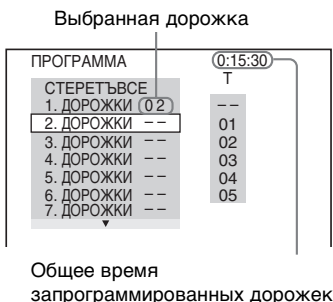 Выбранная дорожка
ПРОГРАММА 0:15:30
T
СТЕРЕТЪВСЕ
1. ДОРОЖКИ 02 – –
2. ДОРОЖКИ – – 01
3. ДОРОЖКИ – – 02
4. ДОРОЖКИ – – 03
5. ДОРОЖКИ – – 04
6. ДОРОЖКИ – – 05
7. ДОРОЖКИ – –
Общее время
запрограммированных дорожек